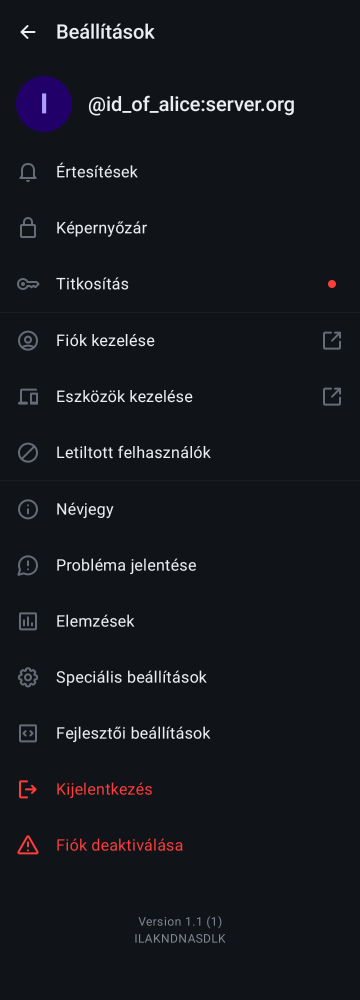 Beállítások
I
@id_of_alice:server.org
Értesítések
Képernyőzár
Titkosítás
Fiók kezelése
Eszközök kezelése
Letiltott felhasználók
Névjegy
Probléma jelentése
Elemzések
Speciális beállítások
Fejlesztői beállítások
Kijelentkezés
Fiók deaktiválása
Version 1.1 (1)
ILAKNDNASDLK